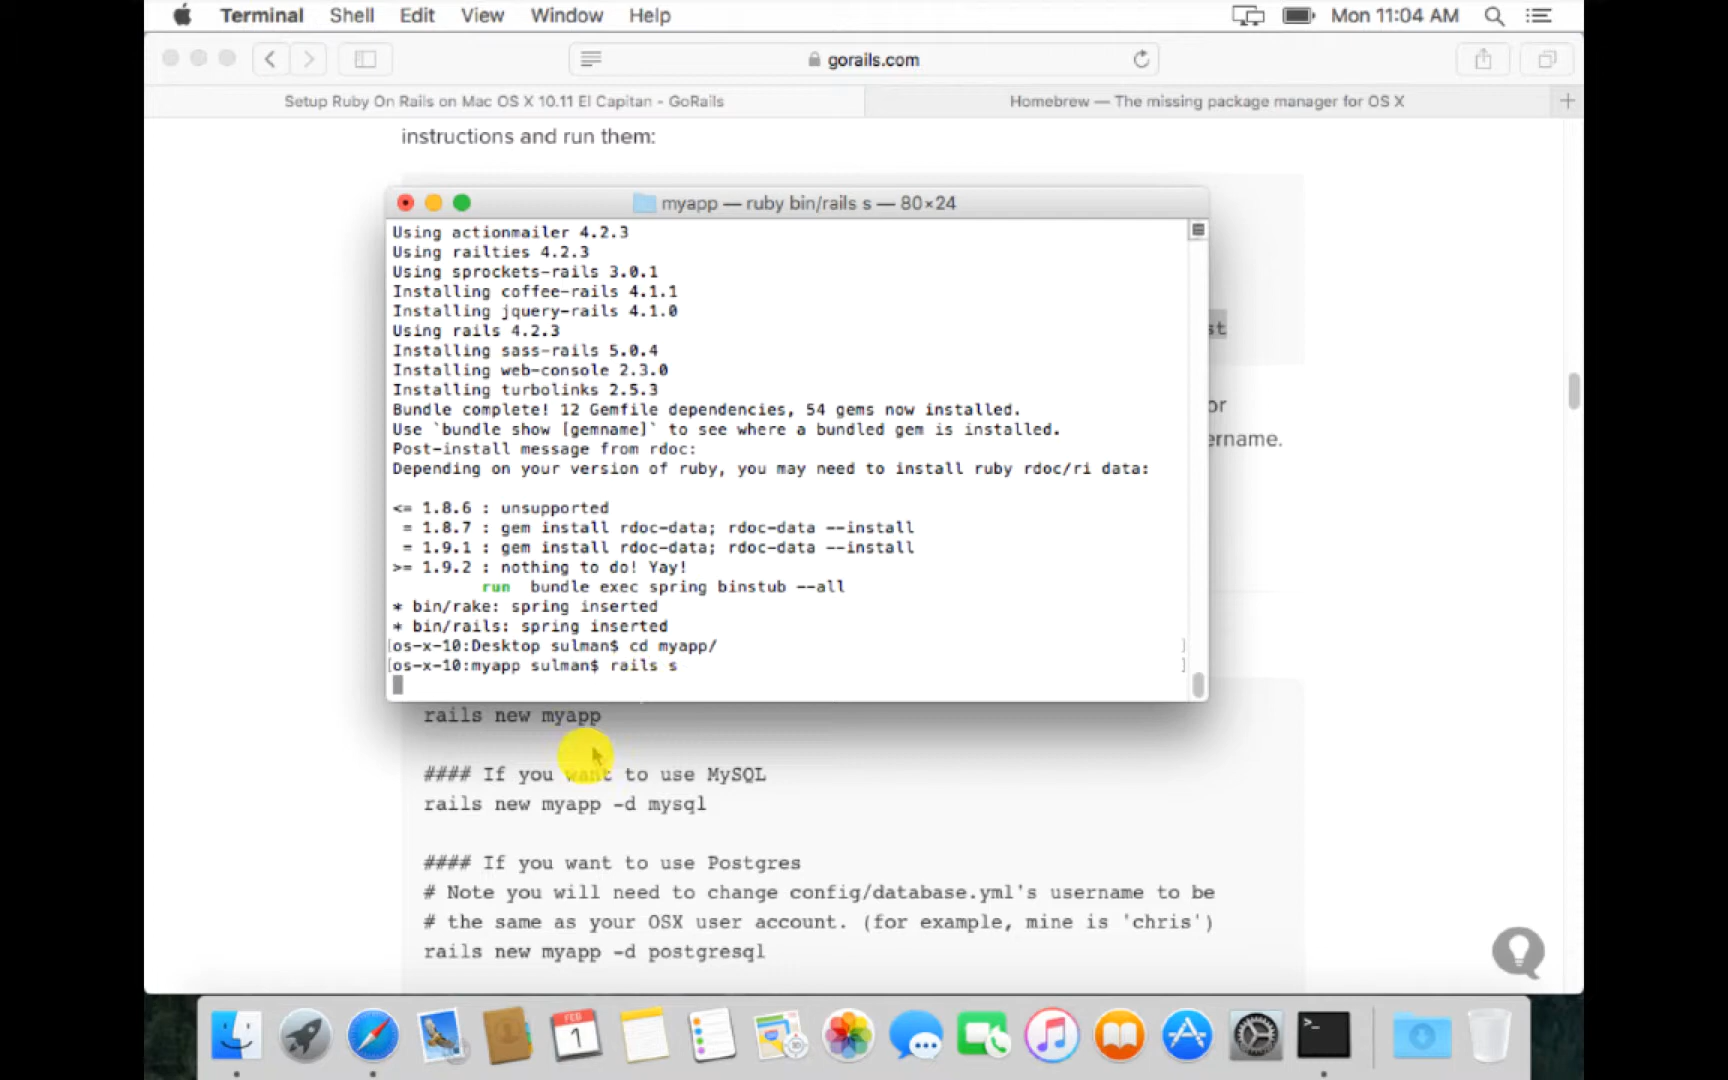 Terminal Shell Edit View Window Help Mon 11:04 AM
gorails.com
Setup Ruby On Rails on Mac OS X 10.11 El Capitan - GoRails
Homebrew — The missing package manager for OS X
instructions and run them:
myapp — ruby bin/rails s — 80×24
Using actionmailer 4.2.3
Using railties 4.2.3
Using sprockets-rails 3.0.1
Installing coffee-rails 4.1.1
Installing jquery-rails 4.1.0
Using rails 4.2.3
Installing sass-rails 5.0.4
Installing web-console 2.3.0
Installing turbolinks 2.5.3
Bundle complete! 12 Gemfile dependencies, 54 gems now installed.
Use `bundle show [gemname]` to see where a bundled gem is installed.
Post-install message from rdoc:
Depending on your version of ruby, you may need to install ruby rdoc/ri data:
<= 1.8.6 : unsupported
= 1.8.7 : gem install rdoc-data; rdoc-data --install
= 1.9.1 : gem install rdoc-data; rdoc-data --install
>= 1.9.2 : nothing to do! Yay!
run bundle exec spring binstub --all
* bin/rake: spring inserted
* bin/rails: spring inserted
[os-x-10:Desktop sulman$ cd myapp/ ]
[os-x-10:myapp sulman$ rails s ]
st
or
ername.
rails new myapp
#### If you want to use MySQL
rails new myapp -d mysql
#### If you want to use Postgres
# Note you will need to change config/database.yml's username to be
# the same as your OSX user account. (for example, mine is 'chris')
rails new myapp -d postgresql
FEB
1
>_